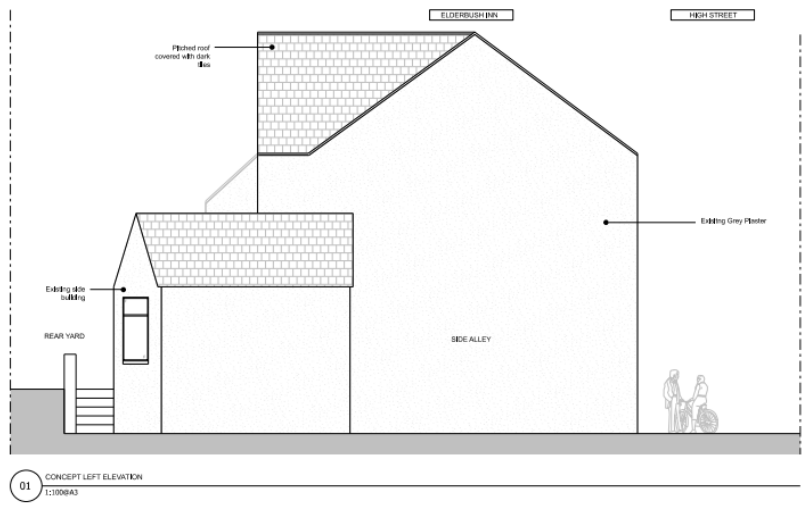 ELDERBUSH INN
HIGH STREET
Pitched roof
covered with dark
tiles
Exisitng Grey Plaster
Existing side
building
REAR YARD
SIDE ALLEY
01
CONCEPT LEFT ELEVATION
1:100@A3